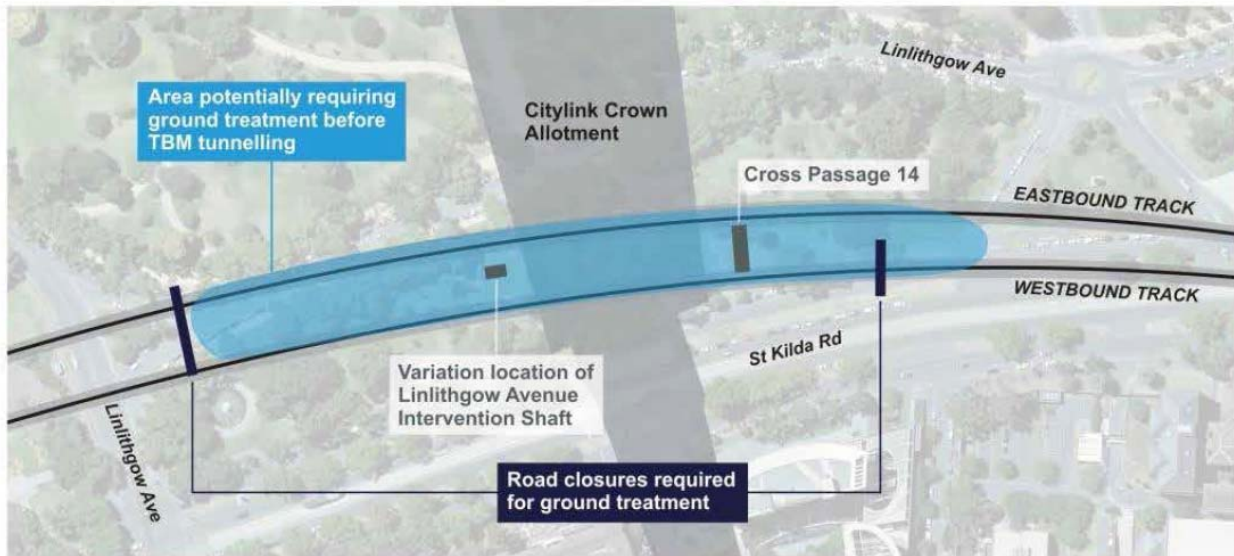 Linlithgow Ave
Area potentially requiring
ground treatment before
TBM tunnelling
Citylink Crown
Allotment
Cross Passage 14
EASTBOUND TRACK
WESTBOUND TRACK
St Kilda Rd
Variation location of
Linlithgow Avenue
Intervention Shaft
Linlithgow Ave
Road closures required
for ground treatment